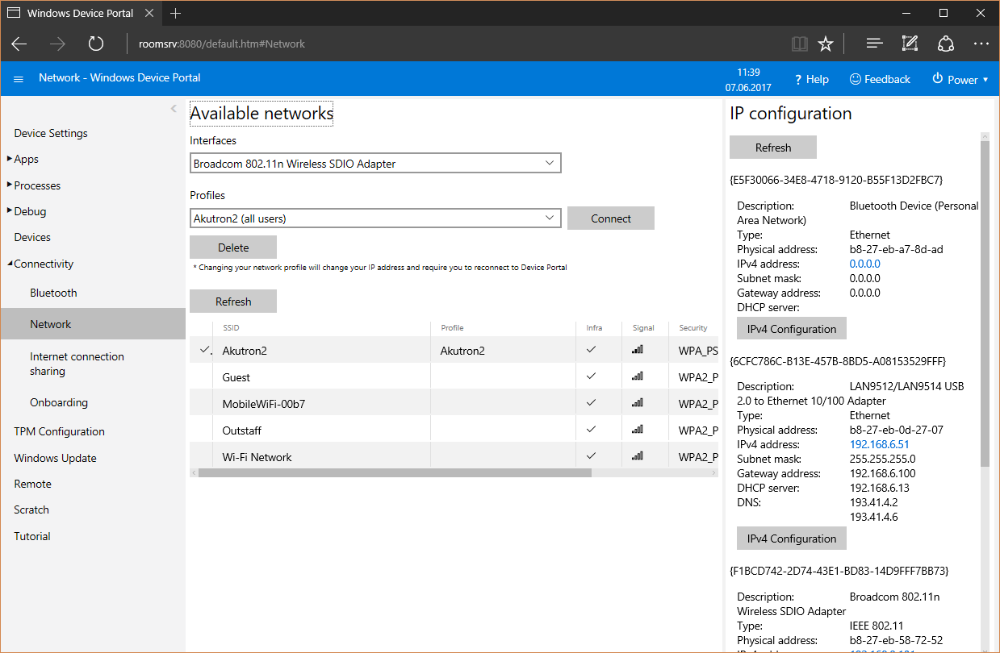 Windows Device Portal
roomsrv:8080/default.htm#Network
Network - Windows Device Portal
11:39
07.06.2017
? Help
Feedback
Power
Device Settings
Apps
Processes
Debug
Devices
Connectivity
Bluetooth
Network
Internet connection
sharing
Onboarding
TPM Configuration
Windows Update
Remote
Scratch
Tutorial
Available networks
Interfaces
Broadcom 802.11n Wireless SDIO Adapter
Profiles
Akutron2 (all users)
Connect
Delete
* Changing your network profile will change your IP address and require you to reconnect to Device Portal
Refresh
SSID Profile Infra Signal Security
Akutron2 Akutron2 WPA_PS
Guest WPA2_P
MobileWiFi-00b7 WPA2_P
Outstaff WPA2_P
Wi-Fi Network WPA2_P
IP configuration
Refresh
{E5F30066-34E8-4718-9120-B55F13D2FBC7}
Description: Bluetooth Device (Personal
Area Network)
Type: Ethernet
Physical address: b8-27-eb-a7-8d-ad
IPv4 address: 0.0.0.0
Subnet mask: 0.0.0.0
Gateway address: 0.0.0.0
DHCP server:
IPv4 Configuration
{6CFC786C-B13E-457B-8BD5-A08153529FFF}
Description: LAN9512/LAN9514 USB
2.0 to Ethernet 10/100 Adapter
Type: Ethernet
Physical address: b8-27-eb-0d-27-07
IPv4 address: 192.168.6.51
Subnet mask: 255.255.255.0
Gateway address: 192.168.6.100
DHCP server: 192.168.6.13
DNS: 193.41.4.2
193.41.4.6
IPv4 Configuration
{F1BCD742-2D74-43E1-BD83-14D9FFF7BB73}
Description: Broadcom 802.11n
Wireless SDIO Adapter
Type: IEEE 802.11
Physical address: b8-27-eb-58-72-52